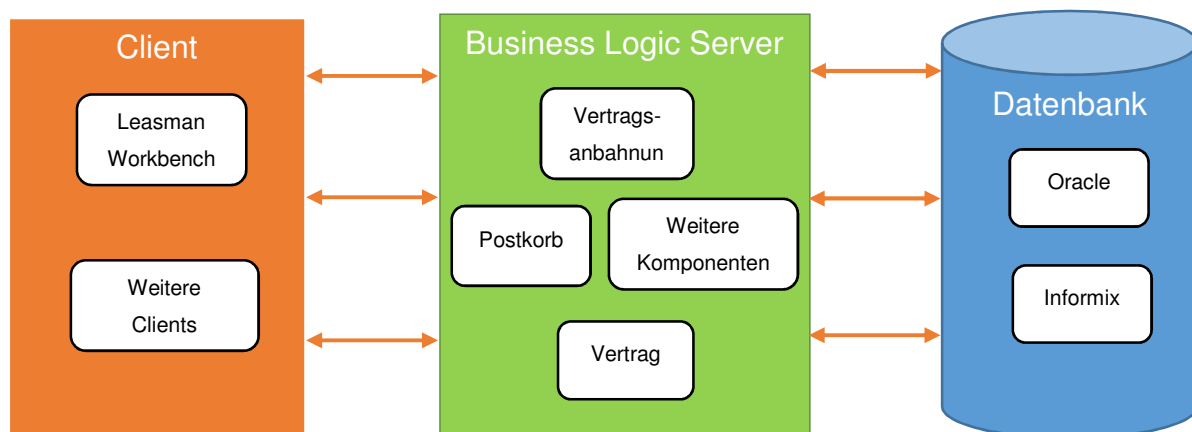 Client
Leasman
Workbench
Weitere
Clients
Business Logic Server
Vertrags-
anbahnun
Postkorb
Weitere
Komponenten
Vertrag
Datenbank
Oracle
Informix